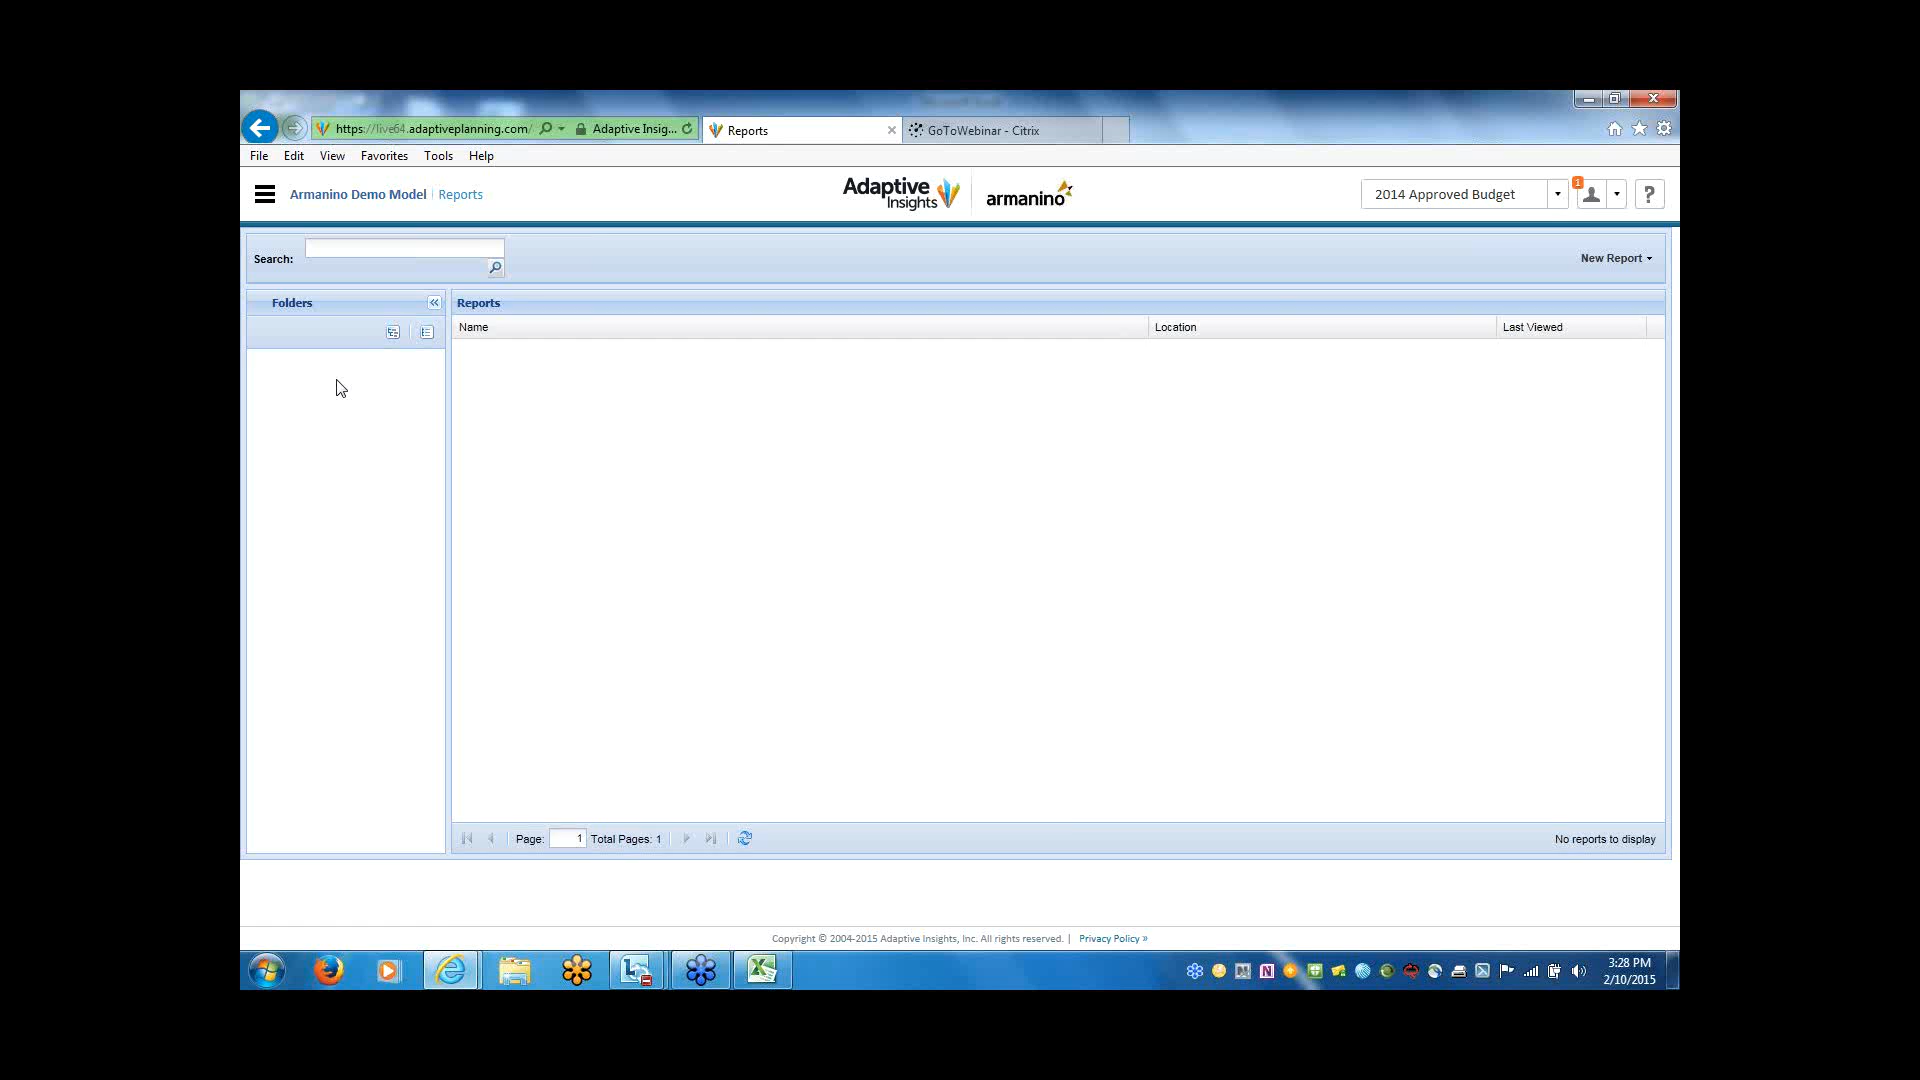 https://live64.adaptiveplanning.com/ Adaptive Insig... Reports GoToWebinar - Citrix
File Edit View Favorites Tools Help
Armanino Demo Model Reports
Adaptive
Insights
armanino
2014 Approved Budget
1
?
Search:
New Report
Folders
Reports
Name Location Last Viewed
Page: 1 Total Pages: 1
No reports to display
Copyright © 2004-2015 Adaptive Insights, Inc. All rights reserved. | Privacy Policy »
3:28 PM
2/10/2015